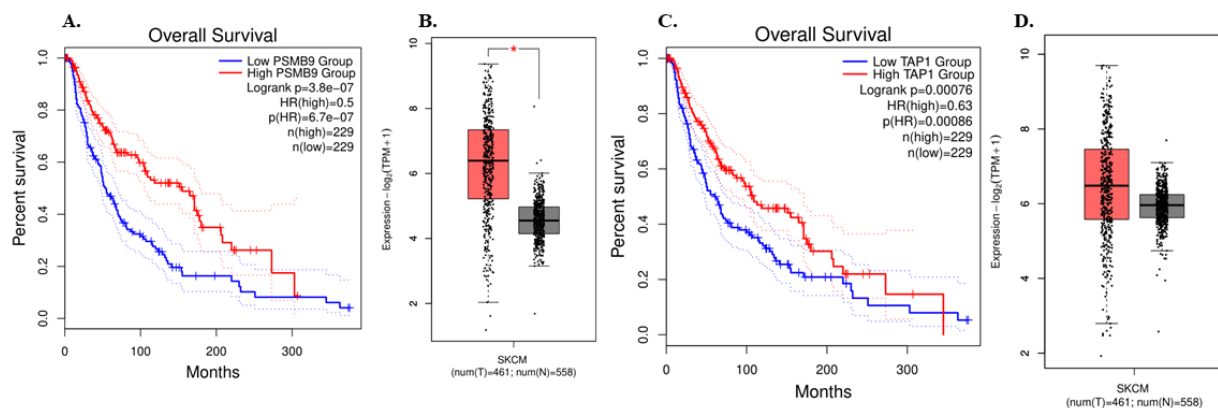 A.
Overall Survival
Low PSMB9 Group
High PSMB9 Group
Logrank p=3.8e−07
HR(high)=0.5
p(HR)=6.7e−07
n(high)=229
n(low)=229
Percent survival
1.0
0.8
0.6
0.4
0.2
0.0
0 100 200 300
Months
B.
*
Expression − log2(TPM + 1)
10
8
6
4
2
SKCM
(num(T)=461; num(N)=558)
C.
Overall Survival
Low TAP1 Group
High TAP1 Group
Logrank p=0.00076
HR(high)=0.63
p(HR)=0.00086
n(high)=229
n(low)=229
Percent survival
1.0
0.8
0.6
0.4
0.2
0.0
0 100 200 300
Months
D.
Expression − log2(TPM + 1)
10
8
6
4
2
SKCM
(num(T)=461; num(N)=558)